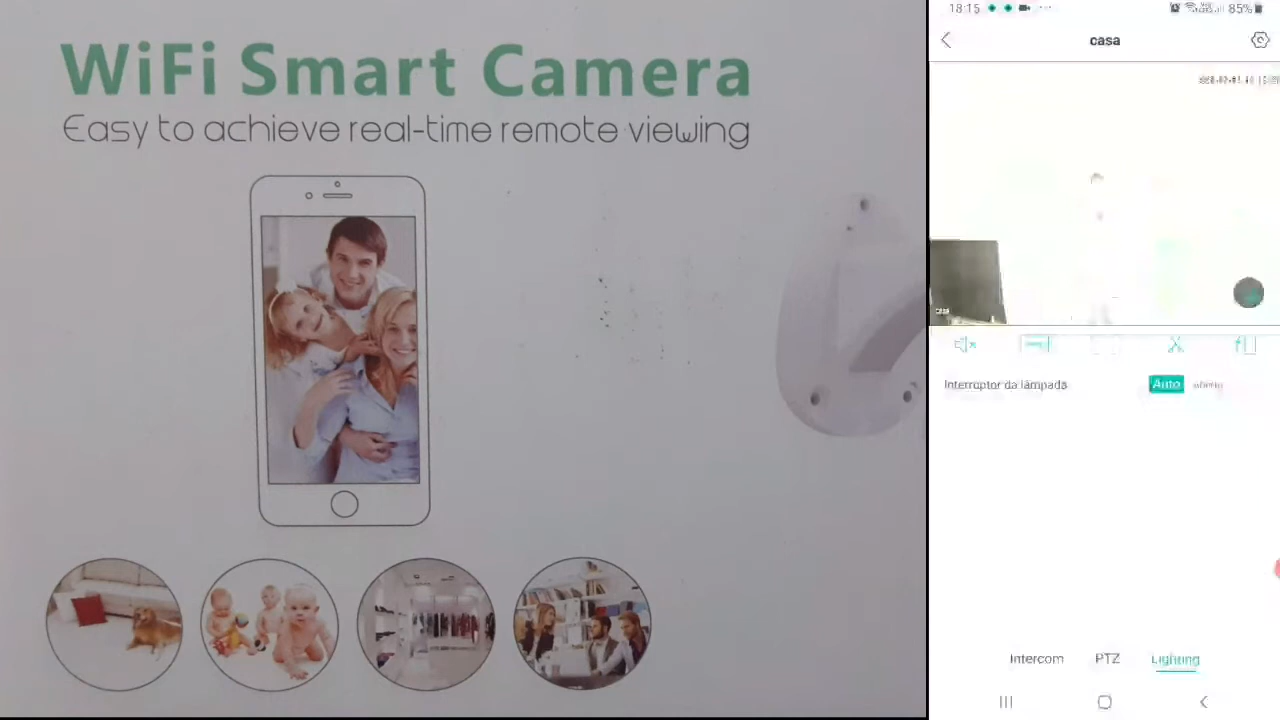 WiFi Smart Camera
Easy to achieve real-time remote viewing
18:15
85%
casa
Interruptor da lâmpada
Auto
Intercom
PTZ
Lighting